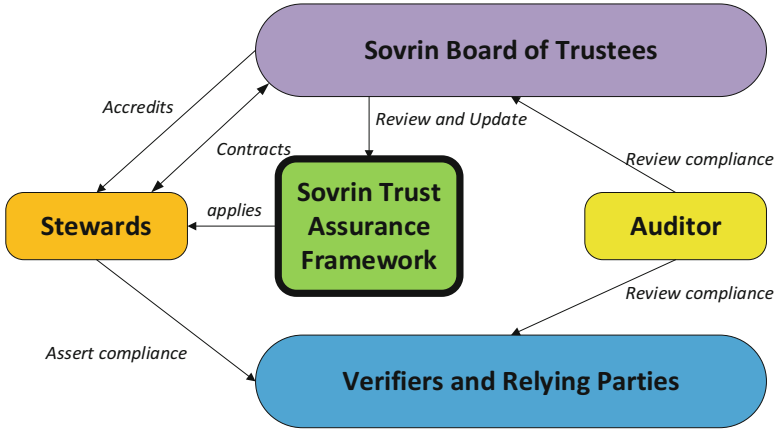 Sovrin Board of Trustees
Accredits
Review and Update
Contracts
Review compliance
Sovrin Trust
Assurance
Framework
Stewards
applies
Auditor
Review compliance
Assert compliance
Verifiers and Relying Parties